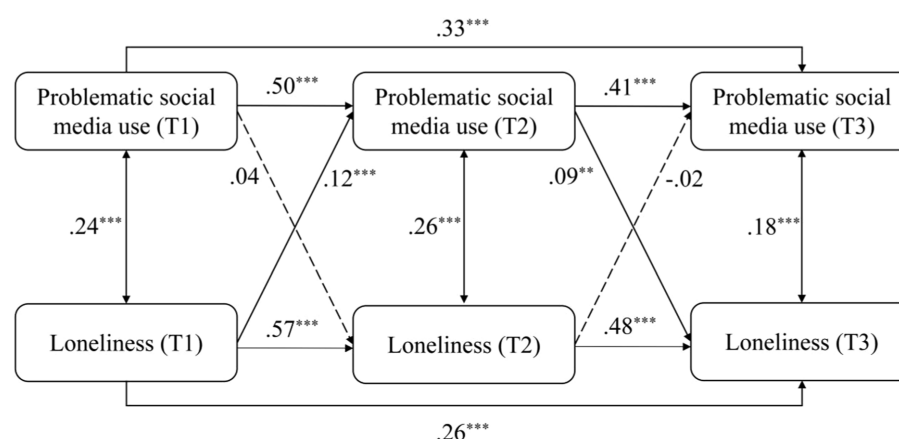 .33***
Problematic social
media use (T1)
.50***
Problematic social
media use (T2)
.41***
Problematic social
media use (T3)
.04
.12***
.09**
-.02
.24***
.26***
.18***
Loneliness (T1)
.57***
Loneliness (T2)
.48***
Loneliness (T3)
.26***